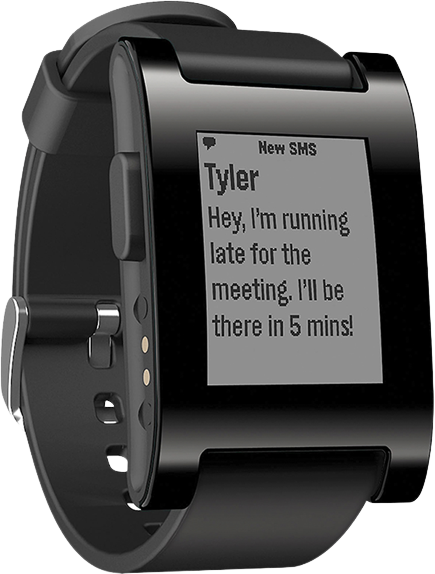 New SMS
Tyler
Hey, I'm running
late for the
meeting. I'll be
there in 5 mins!